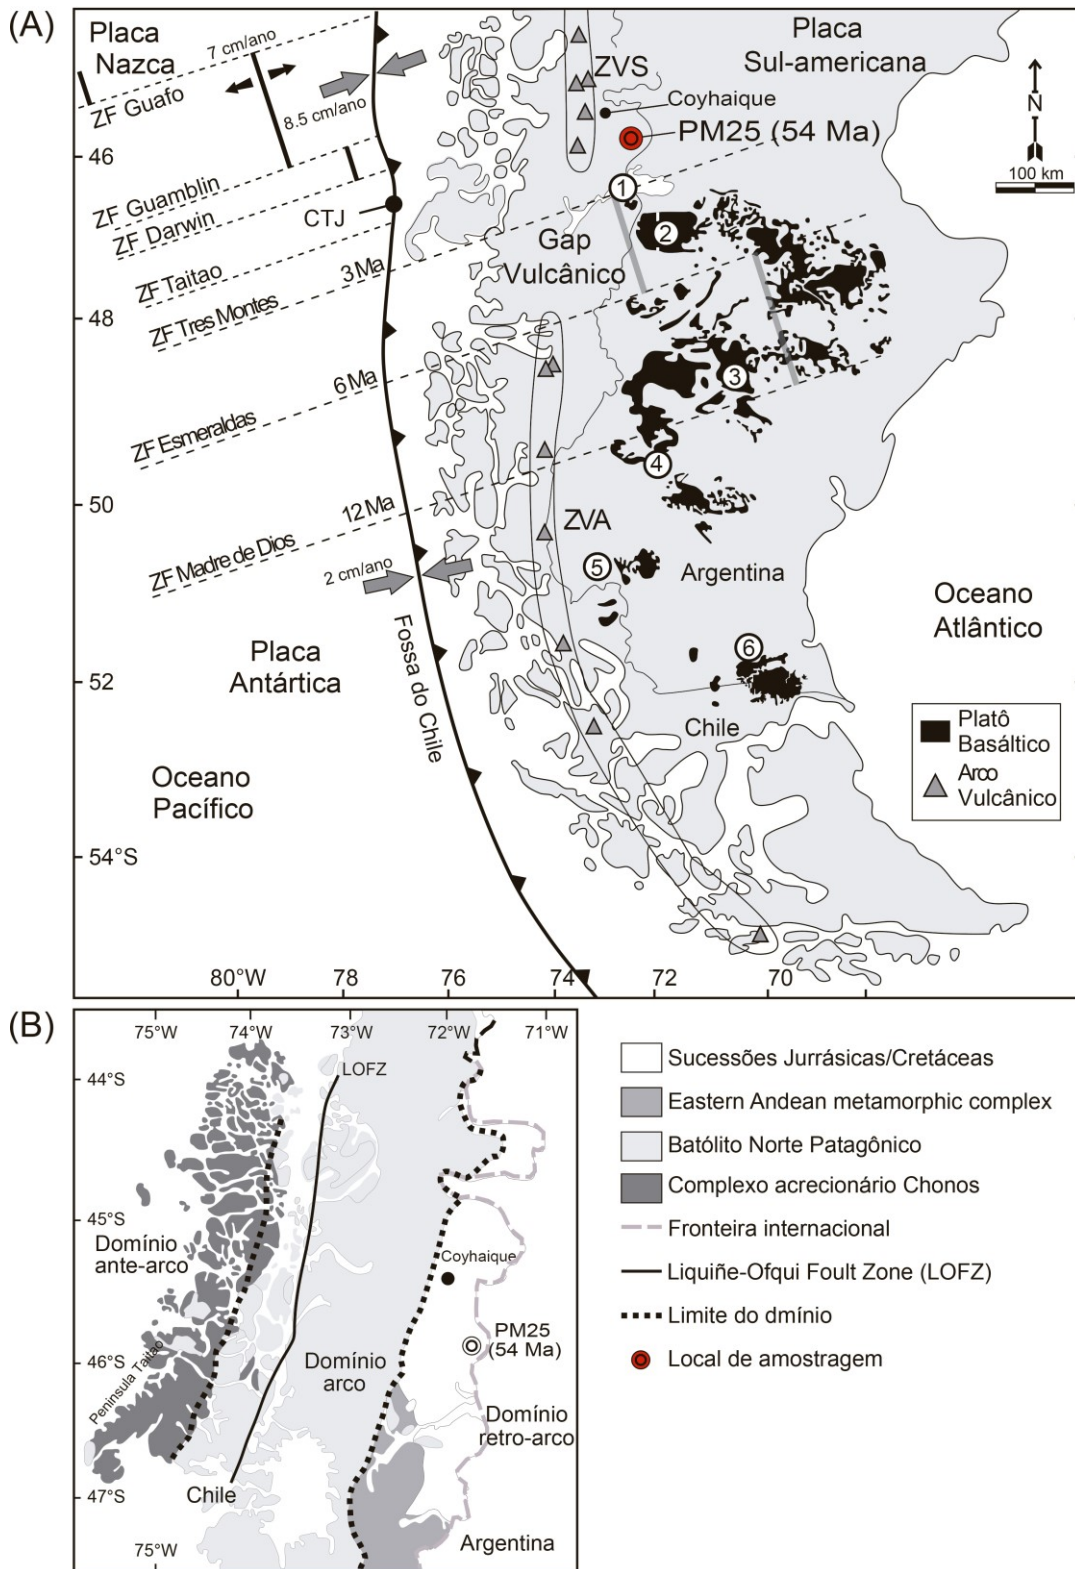 (A)
Placa
Nazca
7 cm/ano
ZF Guafo
8.5 cm/ano
ZVS
Coyhaique
PM25 (54 Ma)
Placa
Sul-americana
N
100 km
46
ZF Guamblin
ZF Darwin
CTJ
ZF Taitao
3 Ma
ZF Tres Montes
Gap
Vulcânico
1
2
48
6 Ma
ZF Esmeraldas
3
4
50
12 Ma
ZF Madre de Dios
2 cm/ano
ZVA
5
Argentina
Oceano
Atlântico
Placa
Antártica
Fossa do Chile
6
52
Chile
Platô
Basáltico
Arco
Vulcânico
Oceano
Pacífico
54°S
80°W
78
76
74
72
70
(B)
75°W
74°W
73°W
72°W
71°W
44°S
LOFZ
45°S
Domínio
ante-arco
Coyhaique
PM25
(54 Ma)
46°S
Peninsula Taitao
Domínio
arco
Domínio
retro-arco
47°S
Chile
Argentina
75°W
Sucessões Jurrásicas/Cretáceas
Eastern Andean metamorphic complex
Batólito Norte Patagônico
Complexo acrecionário Chonos
Fronteira internacional
Liquiñe-Ofqui Foult Zone (LOFZ)
Limite do dmínio
Local de amostragem